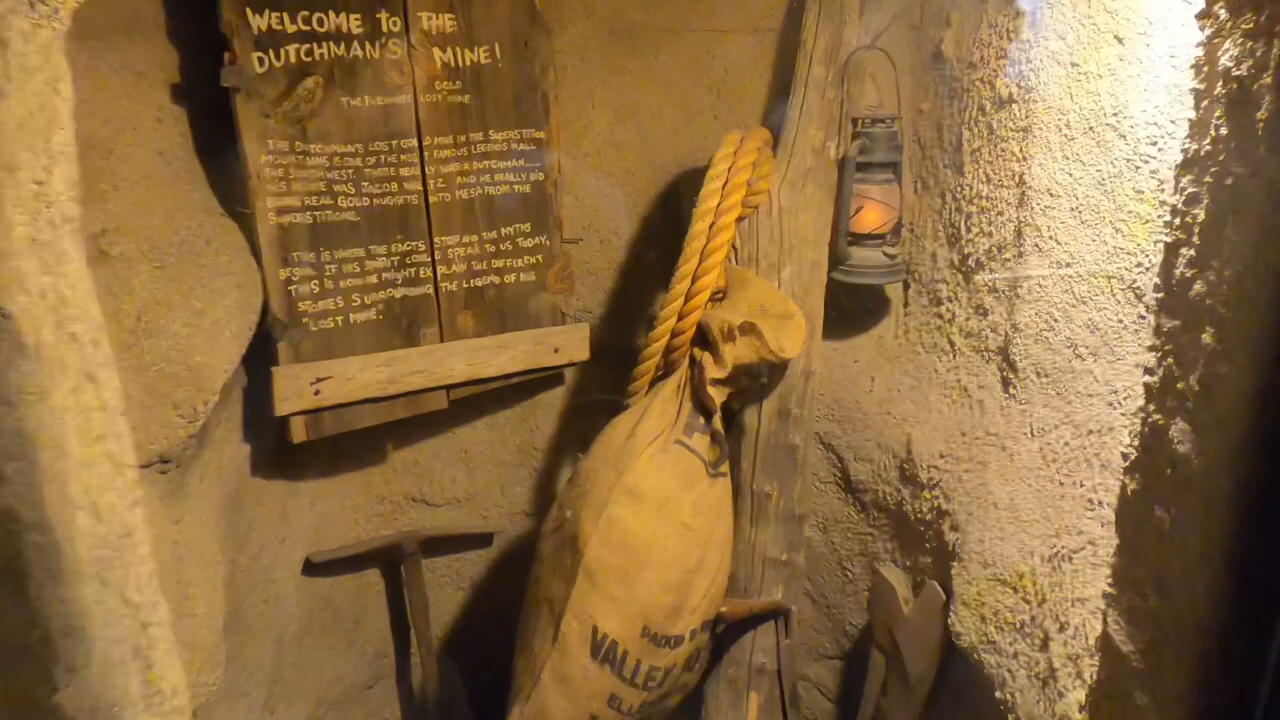 WELCOME TO THE
DUTCHMAN'S MINE!
GOLD
THE LOST MINE
THE DUTCHMAN'S LOST GOLD MINE IN THE SUPERSTITION
MOUNTAINS IS ONE OF THE MOST FAMOUS LEGENDS IN ALL
THE SOUTHWEST. THERE REALLY WAS A DUTCHMAN.....
HIS NAME WAS JACOB WALTZ AND HE REALLY DID
BRING REAL GOLD NUGGETS INTO MESA FROM THE
SUPERSTITIONS.
THIS IS WHERE THE FACTS STOP AND THE MYTHS
BEGIN. IF HIS SPIRIT COULD SPEAK TO US TODAY,
THIS IS HOW HE MIGHT EXPLAIN THE DIFFERENT
STORIES SURROUNDING THE LEGEND OF HIS
"LOST MINE."
VALLEY